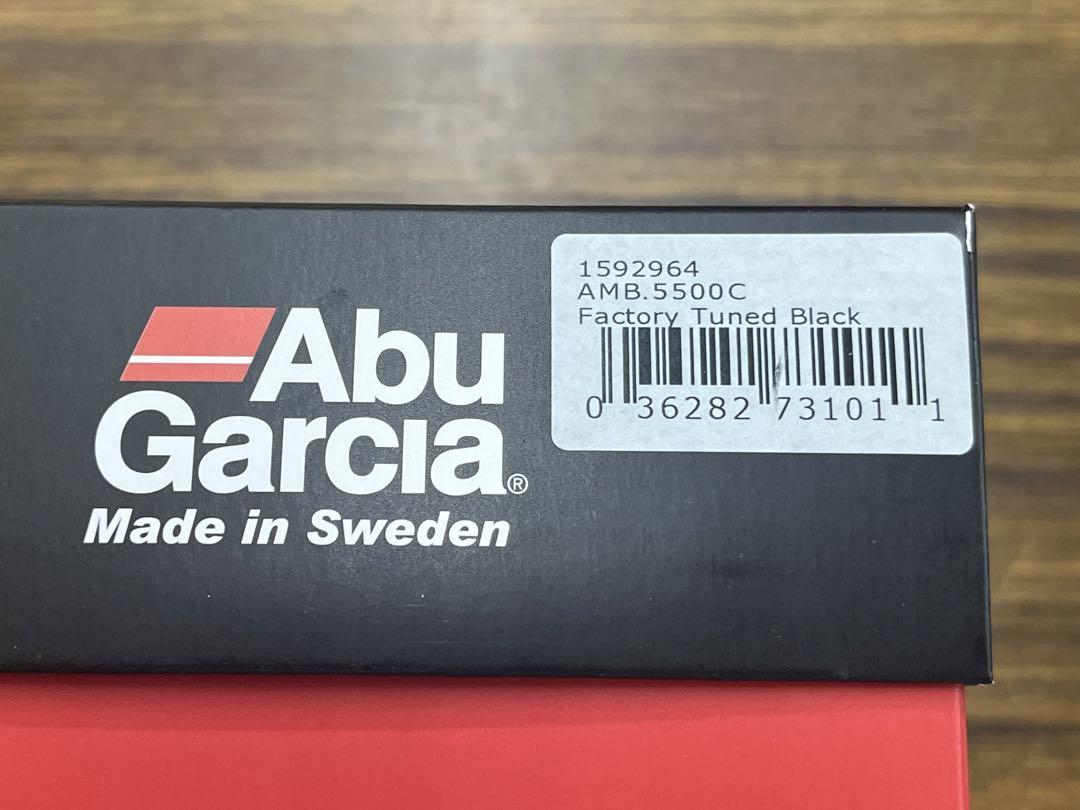 Abu
Garcia®
Made in Sweden
1592964
AMB.5500C
Factory Tuned Black
0 36282 73101 1